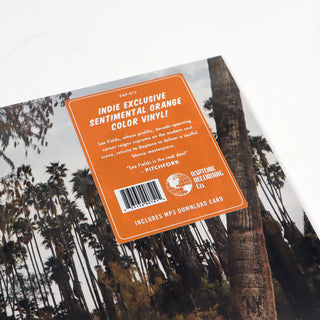 DAP-075
INDIE EXCLUSIVE
SENTIMENTAL ORANGE
COLOR VINYL!
Lee Fields, whose prolific, decade-spanning
career reigns supreme on the modern soul
scene, returns to Daptone to deliver a soulful,
bluesy masterpiece.
"Lee Fields is the real deal"
- PITCHFORK
DAPTONE
RECORDING
Co.
INCLUDES MP3 DOWNLOAD CARD